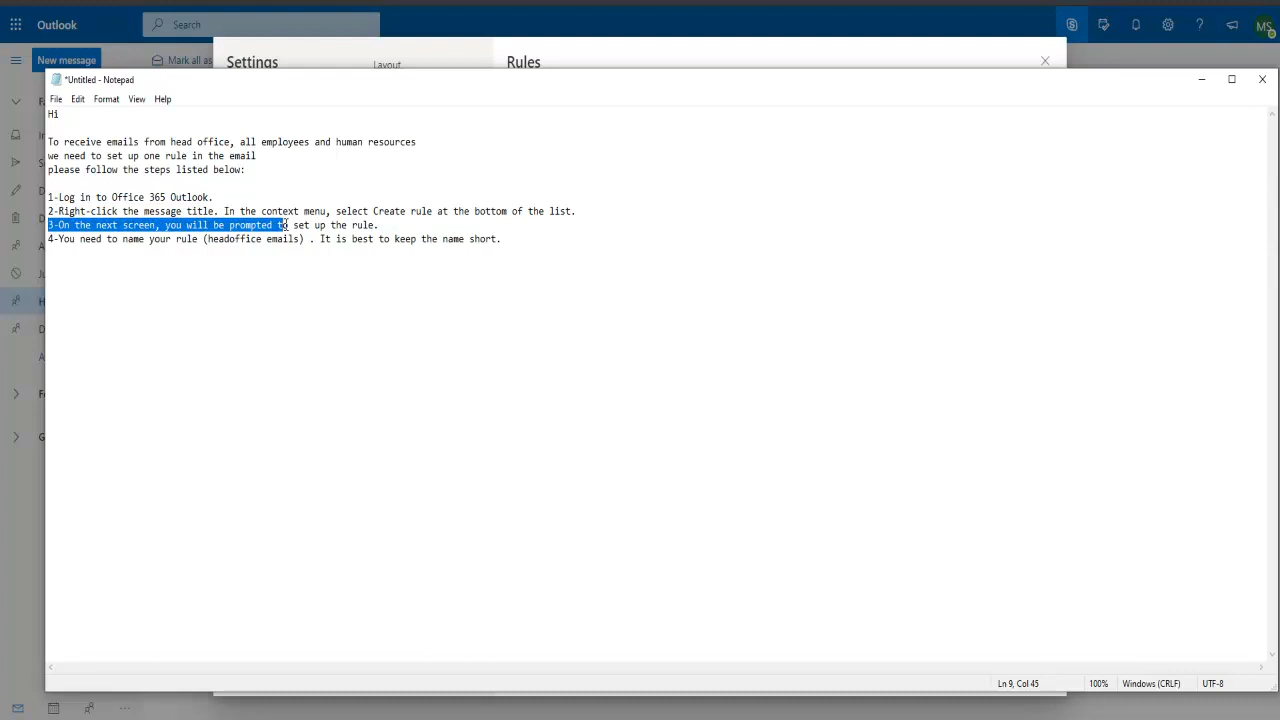 Outlook
Search
MS
New message
Mark all as
Settings
Layout
Rules
*Untitled - Notepad
File Edit Format View Help
Hi
To receive emails from head office, all employees and human resources
we need to set up one rule in the email
please follow the steps listed below:
1-Log in to Office 365 Outlook.
2-Right-click the message title. In the context menu, select Create rule at the bottom of the list.
3-On the next screen, you will be prompted to set up the rule.
4-You need to name your rule (headoffice emails) . It is best to keep the name short.
Ln 9, Col 45
100%
Windows (CRLF)
UTF-8